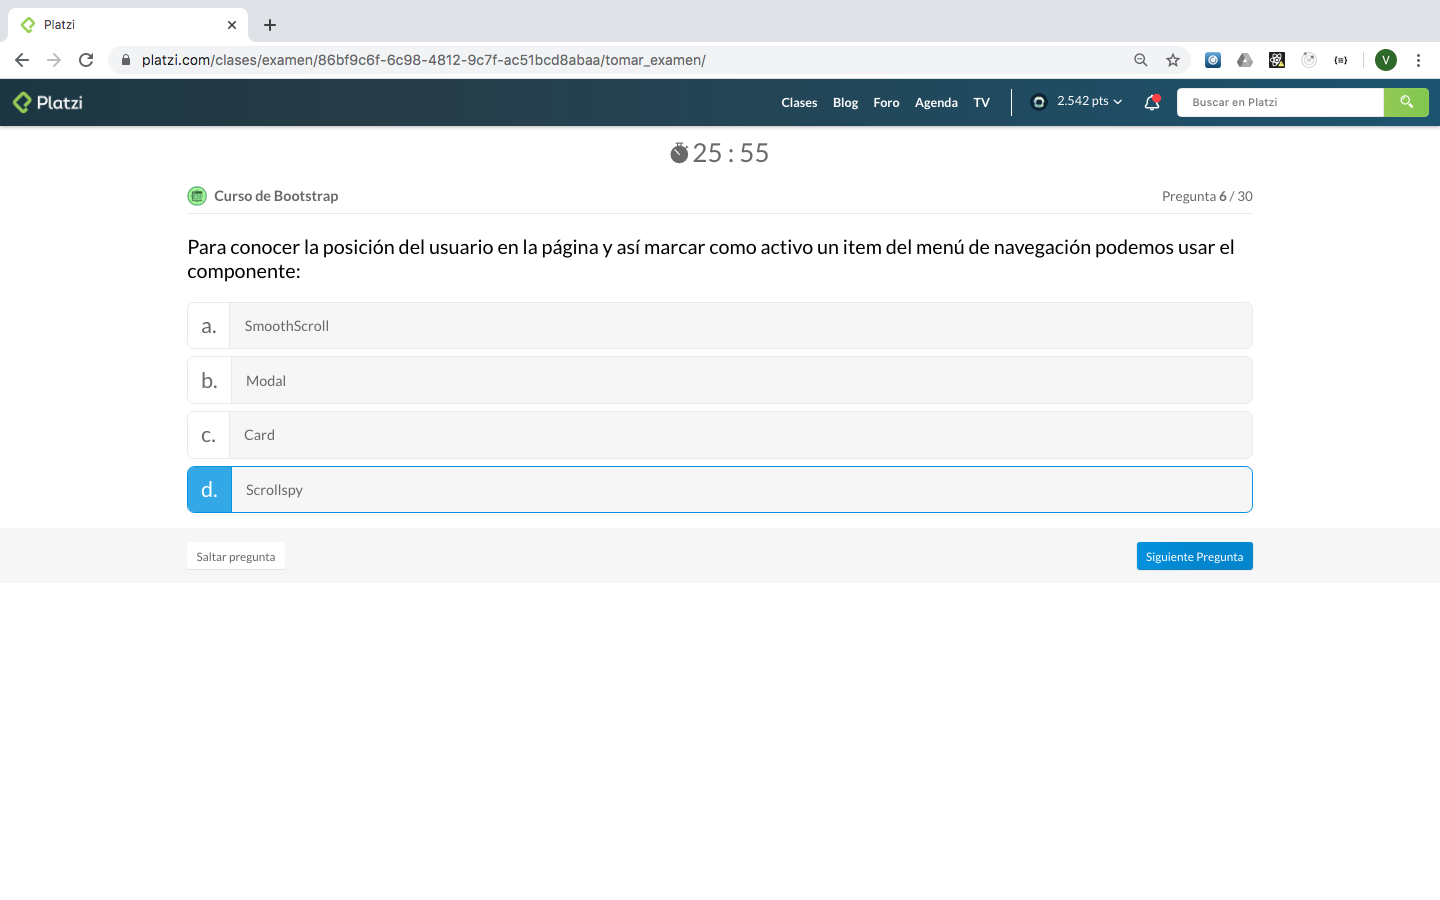 Platzi
platzi.com/clases/examen/86bf9c6f-6c98-4812-9c7f-ac51bcd8abaa/tomar_examen/
V
Platzi
Clases Blog Foro Agenda TV 2.542 pts Buscar en Platzi
25 : 55
Curso de Bootstrap Pregunta 6 / 30
Para conocer la posición del usuario en la página y así marcar como activo un item del menú de navegación podemos usar el
componente:
a. SmoothScroll
b. Modal
c. Card
d. Scrollspy
Saltar pregunta Siguiente Pregunta